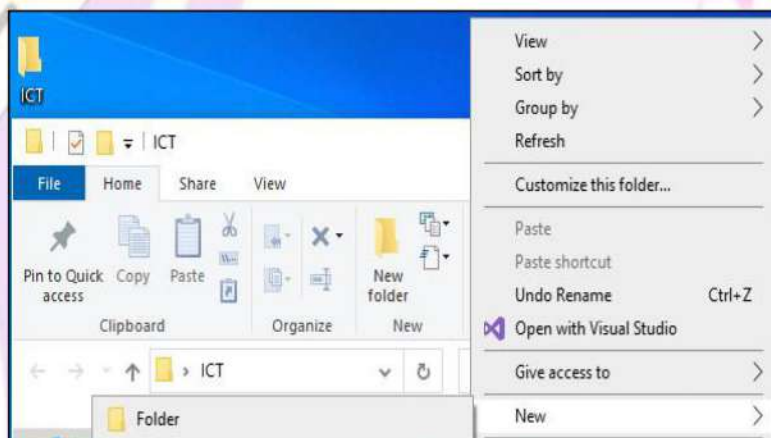 ICT
ICT
File Home Share View
Pin to Quick access
Copy
Paste
New folder
Clipboard Organize New
ICT
Folder
View
Sort by
Group by
Refresh
Customize this folder...
Paste
Paste shortcut
Undo Rename Ctrl+Z
Open with Visual Studio
Give access to
New